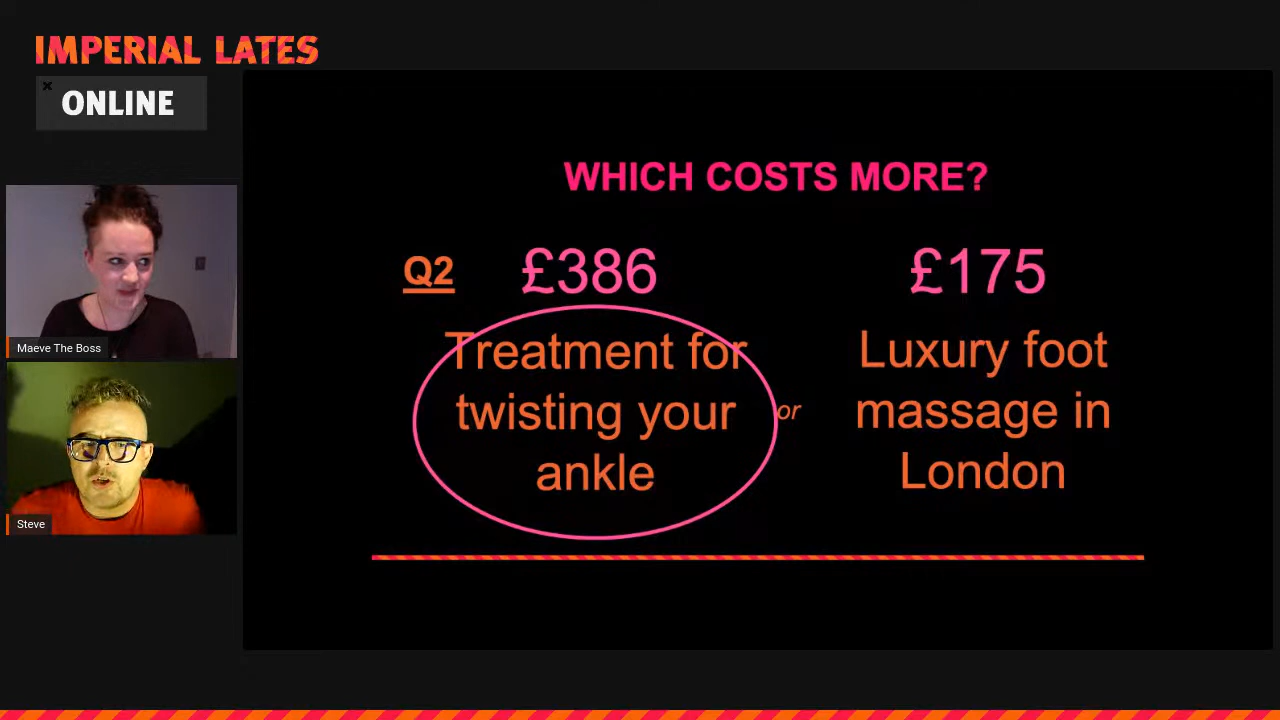 IMPERIAL LATES
ONLINE
WHICH COSTS MORE?
Q2
£386
£175
Treatment for
twisting your
ankle
or
Luxury foot
massage in
London
Maeve The Boss
Steve